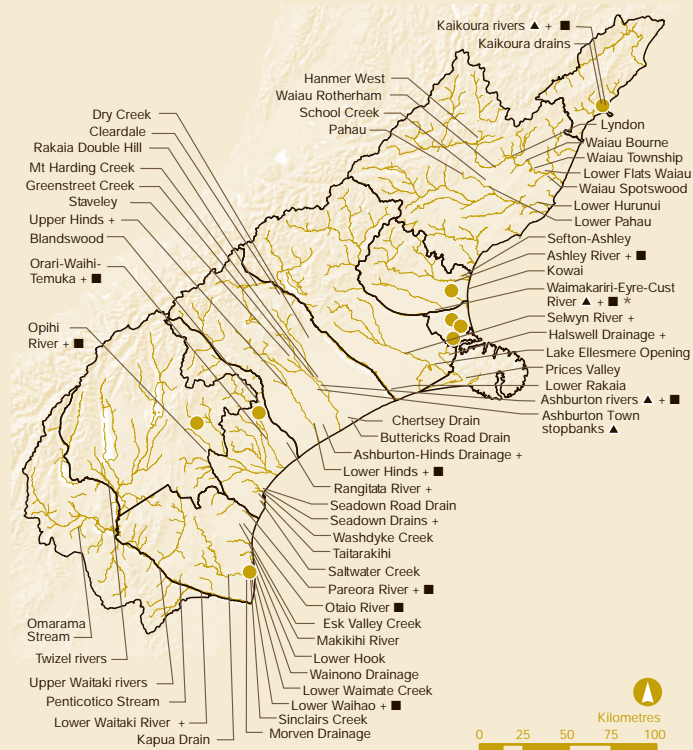 Kaikoura rivers ▲ + ■
Kaikoura drains
Hanmer West
Waiau Rotherham
School Creek
Pahau
Dry Creek
Cleardale
Rakaia Double Hill
Mt Harding Creek
Greenstreet Creek
Staveley
Upper Hinds +
Blandswood
Orari-Waihi-
Temuka + ■
Opihi
River + ■
Lyndon
Waiau Bourne
Waiau Township
Lower Flats Waiau
Waiau Spotswood
Lower Hurunui
Lower Pahau
Sefton-Ashley
Ashley River + ■
Kowai
Waimakariri-Eyre-Cust
River ▲ + ■ *
Selwyn River +
Halswell Drainage +
Lake Ellesmere Opening
Prices Valley
Lower Rakaia
Ashburton rivers ▲ + ■
Ashburton Town
stopbanks ▲
Chertsey Drain
Buttericks Road Drain
Ashburton-Hinds Drainage +
Lower Hinds + ■
Rangitata River +
Seadown Road Drain
Seadown Drains +
Washdyke Creek
Taitarakihi
Saltwater Creek
Pareora River + ■
Otaio River ■
Esk Valley Creek
Makikihi River
Lower Hook
Wainono Drainage
Lower Waimate Creek
Lower Waihao + ■
Sinclairs Creek
Morven Drainage
Omarama
Stream
Twizel rivers
Upper Waitaki rivers
Penticotico Stream
Lower Waitaki River +
Kapua Drain
Kilometres
0 25 50 75 100